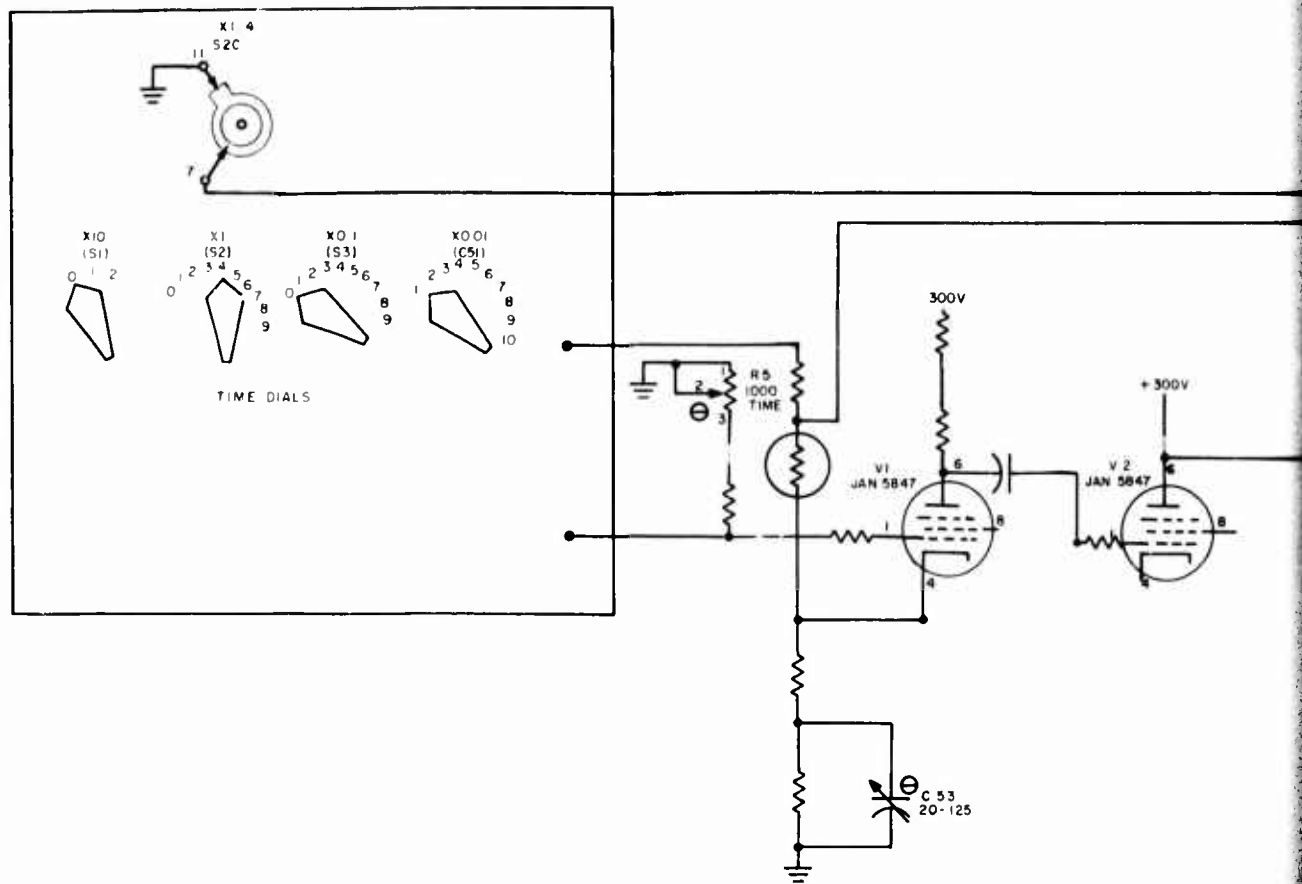 X1 4
S2C
11
7
X10
(S1)
0 1 2
X1
(S2)
0 1 2 3 4 5 6 7 8 9
X0 1
(S3)
0 1 2 3 4 5 6 7 8 9
X0.01
(C51)
1 2 3 4 5 6 7 8 9 10
TIME DIALS
1
2
3
R5
1000
TIME
300V
V1
JAN 5847
6
1
8
4
+300V
V2
JAN 5847
6
1
8
4
C 53
20-125